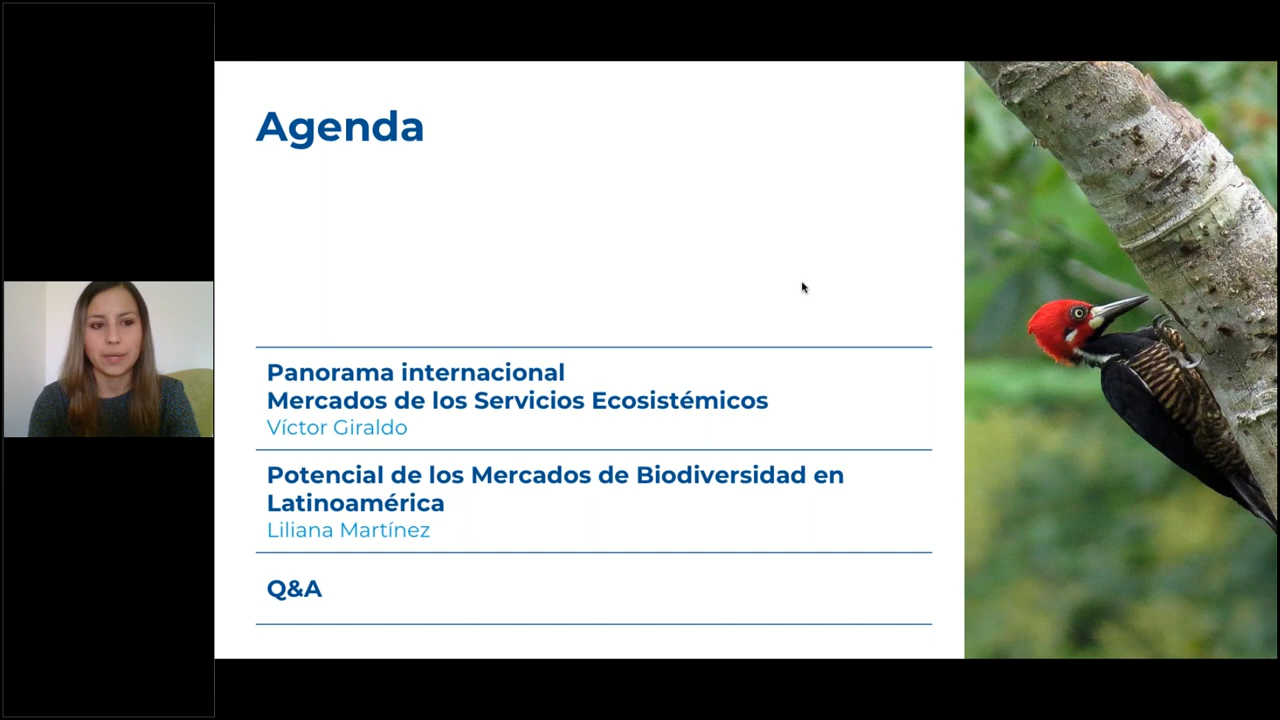 Agenda
Panorama internacional
Mercados de los Servicios Ecosistémicos
Víctor Giraldo
Potencial de los Mercados de Biodiversidad en
Latinoamérica
Liliana Martínez
Q&A